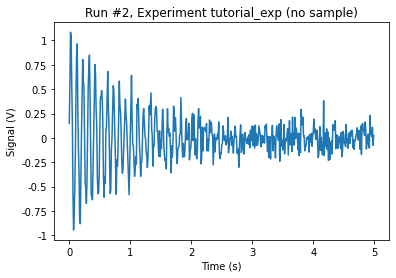 Run #2, Experiment tutorial_exp (no sample)
1
0.75
0.5
0.25
0
-0.25
-0.5
-0.75
-1
Signal (V)
0 1 2 3 4 5
Time (s)